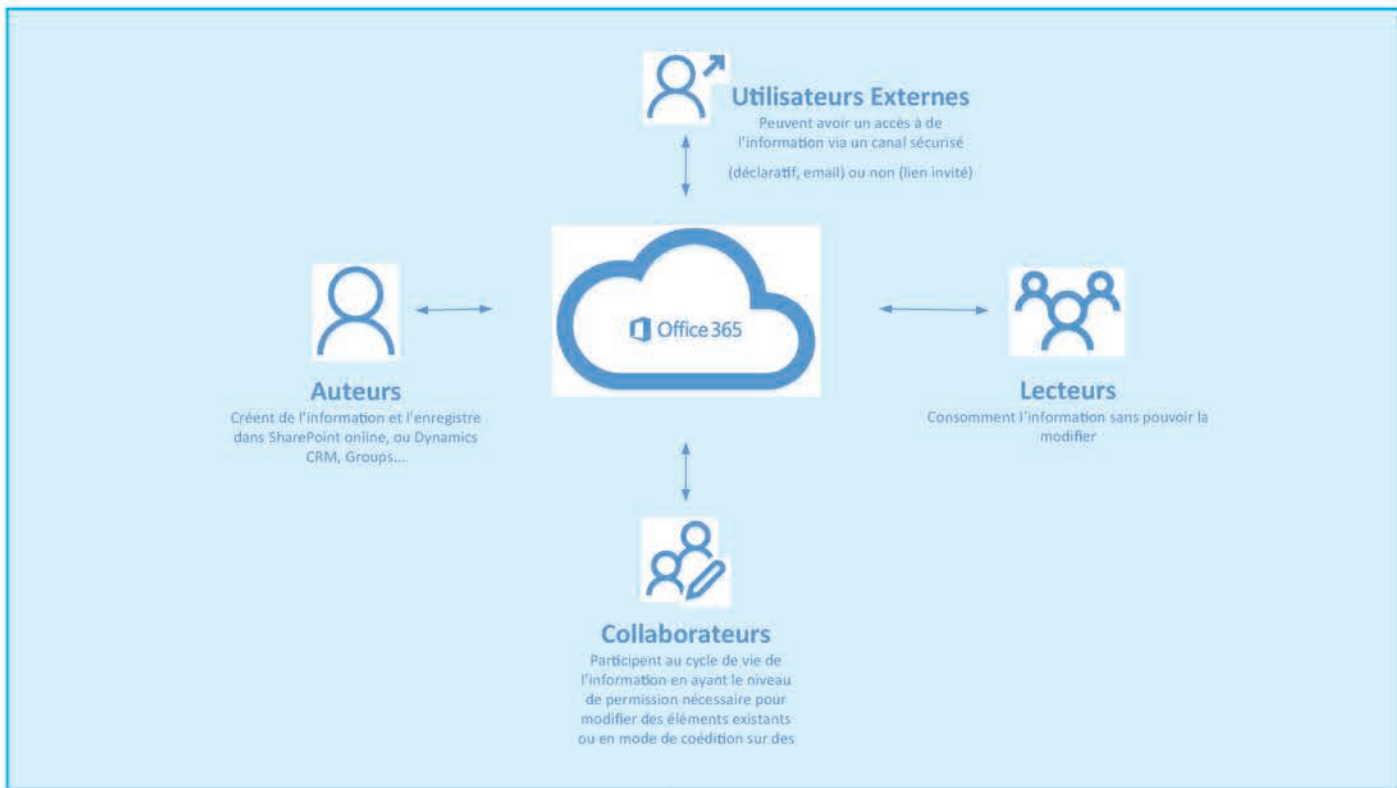 Utilisateurs Externes
Peuvent avoir un accès à de
l'information via un canal sécurisé
(déclaratif, email) ou non (lien invité)
Office 365
Auteurs
Créent de l'information et l'enregistre
dans SharePoint online, ou Dynamics
CRM, Groups...
Lecteurs
Consomment l'information sans pouvoir la
modifier
Collaborateurs
Participent au cycle de vie de
l'information en ayant le niveau
de permission nécessaire pour
modifier des éléments existants
ou en mode de coédition sur des